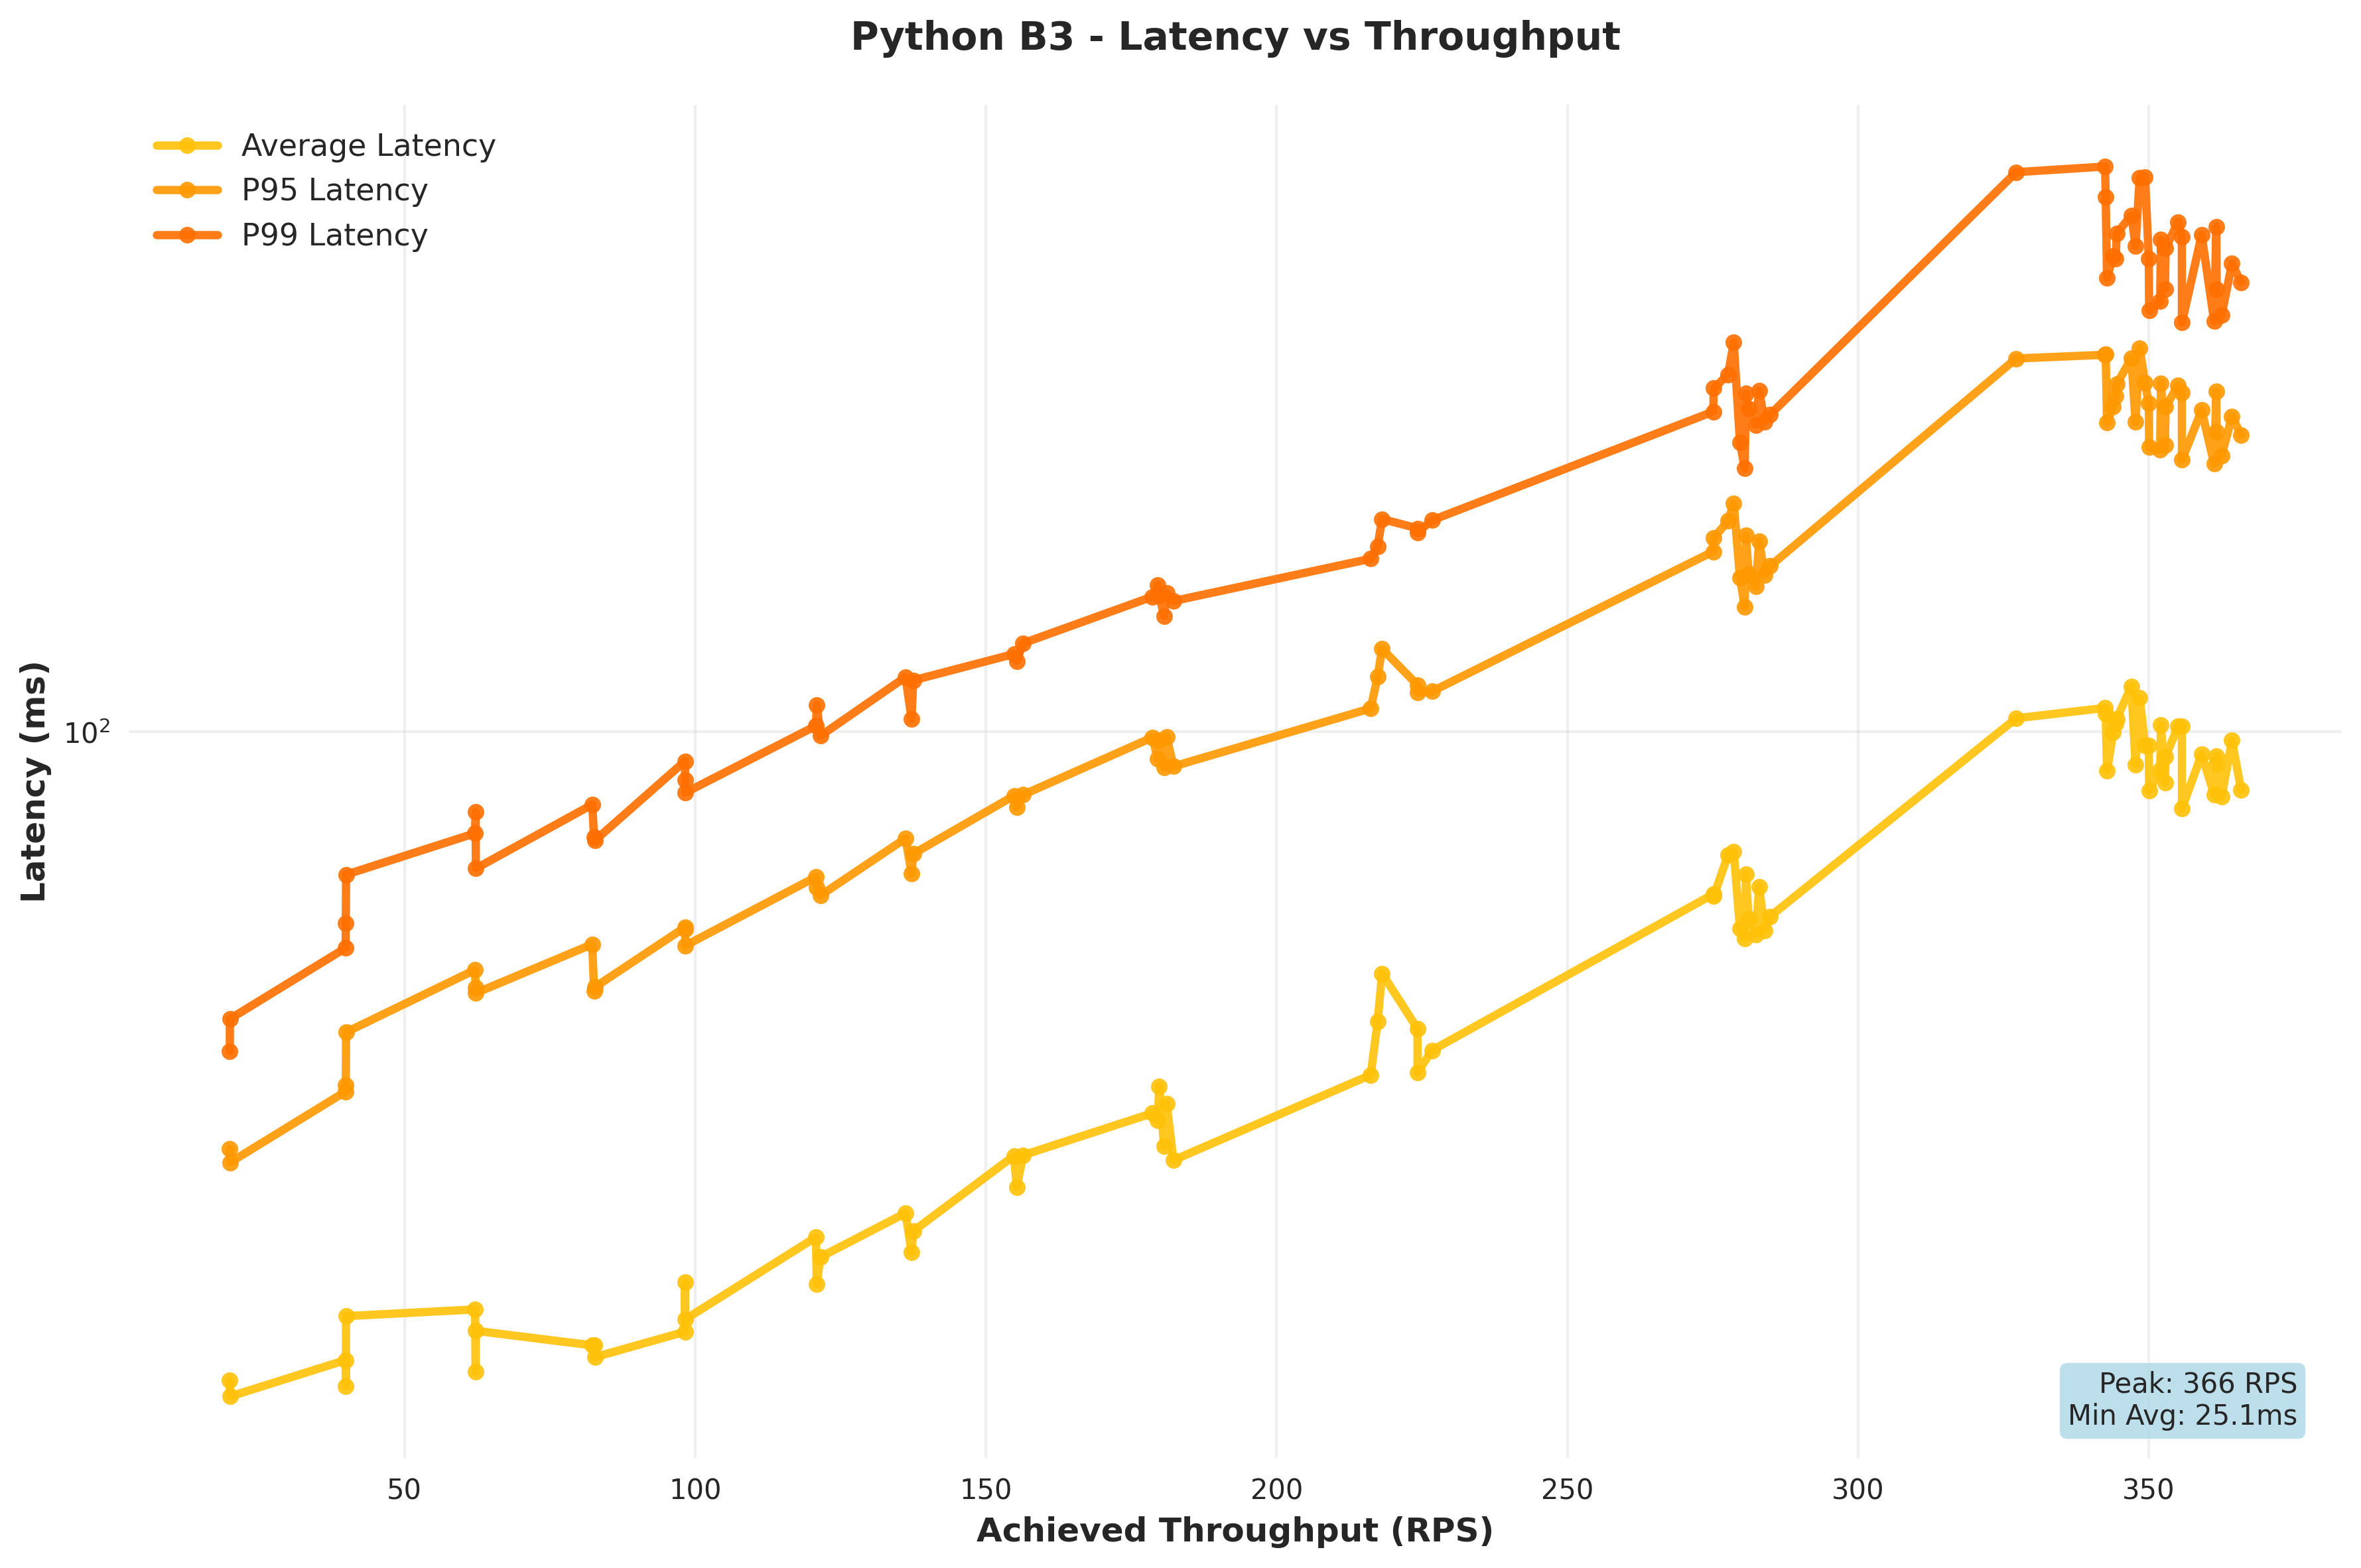 Python B3 - Latency vs Throughput
Average Latency
P95 Latency
P99 Latency
Latency (ms)
10²
Peak: 366 RPS
Min Avg: 25.1ms
50 100 150 200 250 300 350
Achieved Throughput (RPS)